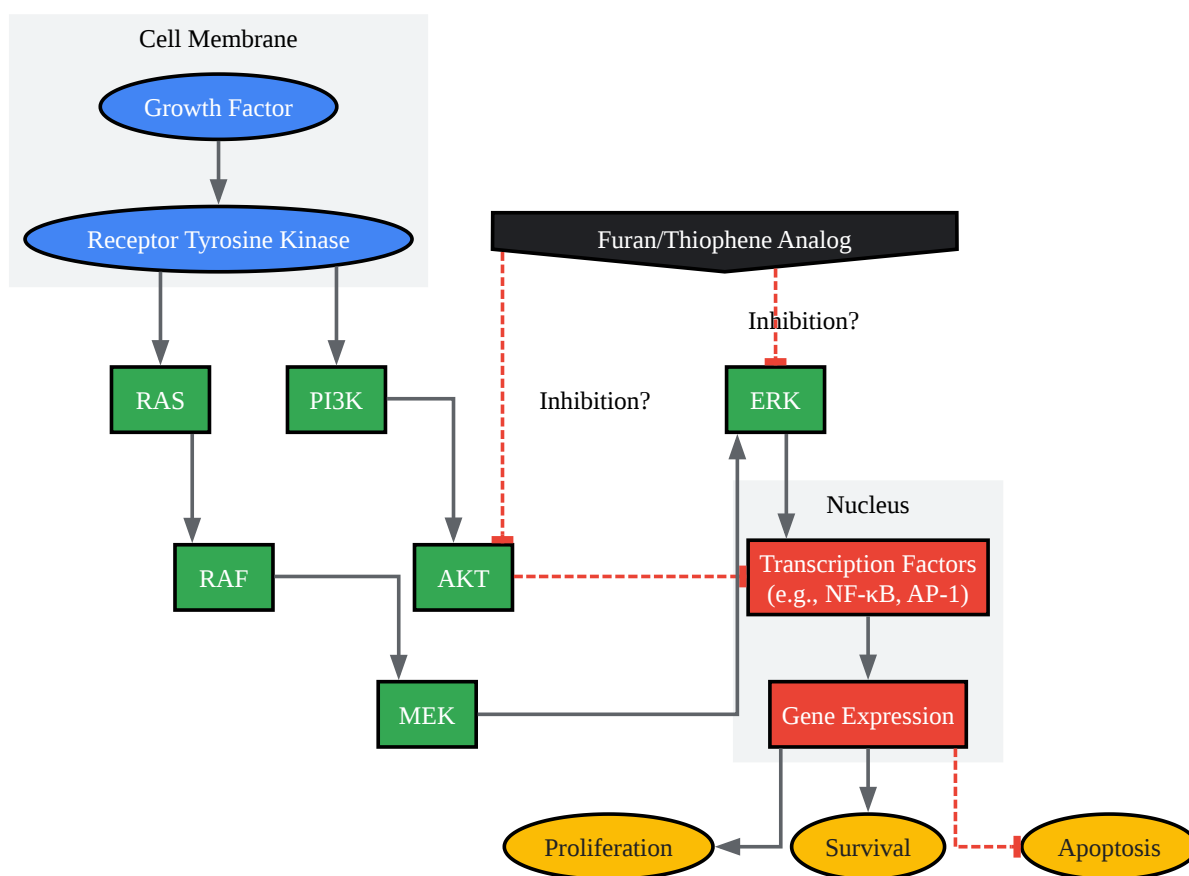 Cell Membrane
Growth Factor
Receptor Tyrosine Kinase
Furan/Thiophene Analog
Inhibition?
RAS
PI3K
Inhibition?
ERK
Nucleus
RAF
AKT
Transcription Factors
(e.g., NF-κB, AP-1)
MEK
Gene Expression
Proliferation
Survival
Apoptosis